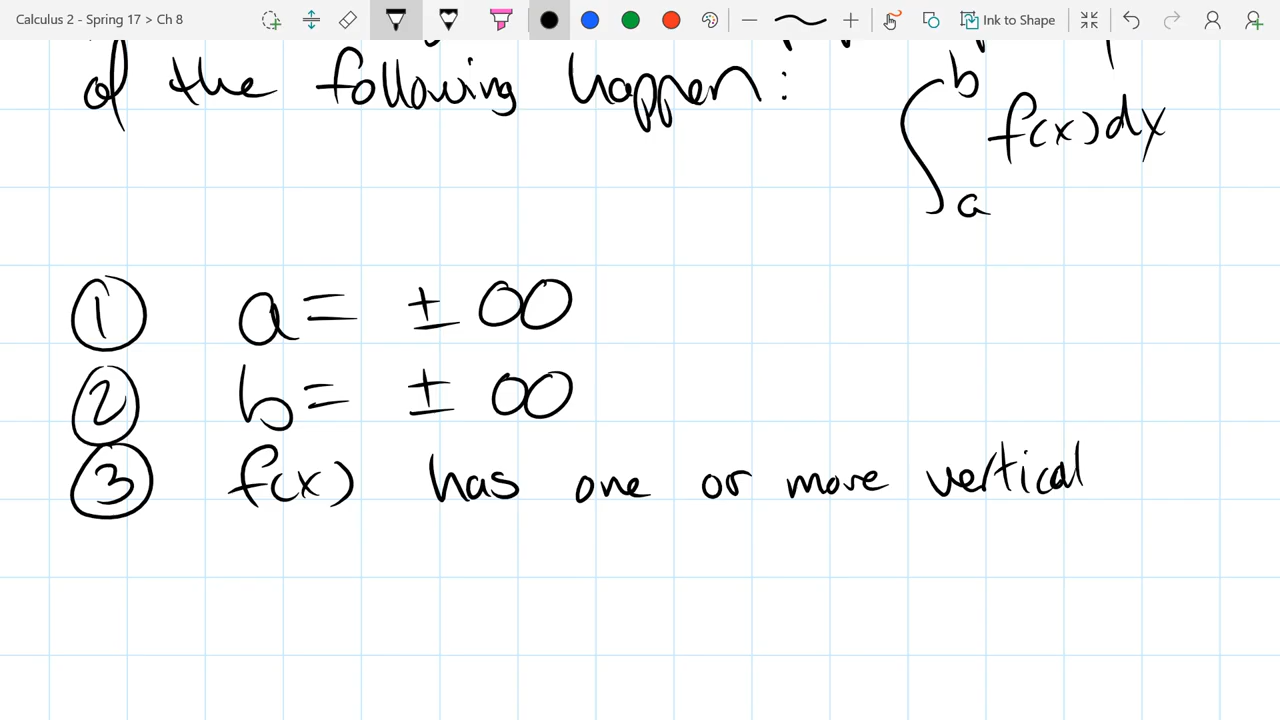 Calculus 2 - Spring 17 > Ch 8
Ink to Shape
of the following happen:
∫ₐᵇ f(x)dx
① a = ± ∞
② b = ± ∞
③ f(x) has one or more vertical